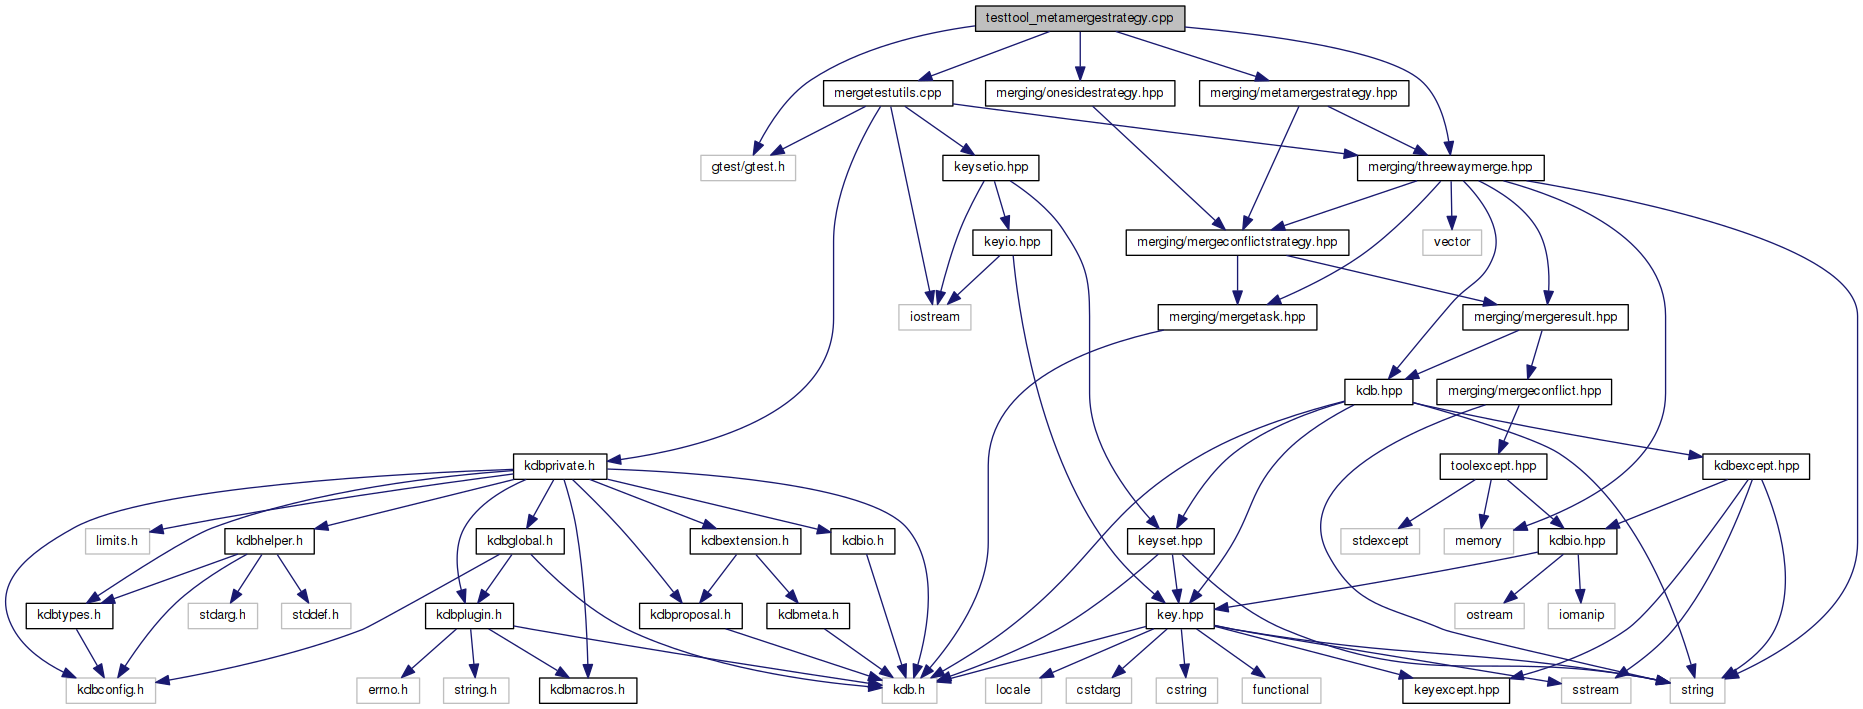 testtool_metamergestrategy.cpp
mergetestutils.cpp
merging/onesidestrategy.hpp
merging/metamergestrategy.hpp
gtest/gtest.h
keysetio.hpp
merging/threewaymerge.hpp
keyio.hpp
merging/mergeconflictstrategy.hpp
vector
iostream
merging/mergetask.hpp
merging/mergeresult.hpp
kdb.hpp
merging/mergeconflict.hpp
kdbprivate.h
toolexcept.hpp
kdbexcept.hpp
limits.h
kdbhelper.h
kdbglobal.h
kdbextension.h
kdbio.h
keyset.hpp
stdexcept
memory
kdbio.hpp
kdbtypes.h
stdarg.h
stddef.h
kdbplugin.h
kdbproposal.h
kdbmeta.h
key.hpp
ostream
iomanip
kdbconfig.h
errno.h
string.h
kdbmacros.h
kdb.h
locale
cstdarg
cstring
functional
keyexcept.hpp
sstream
string